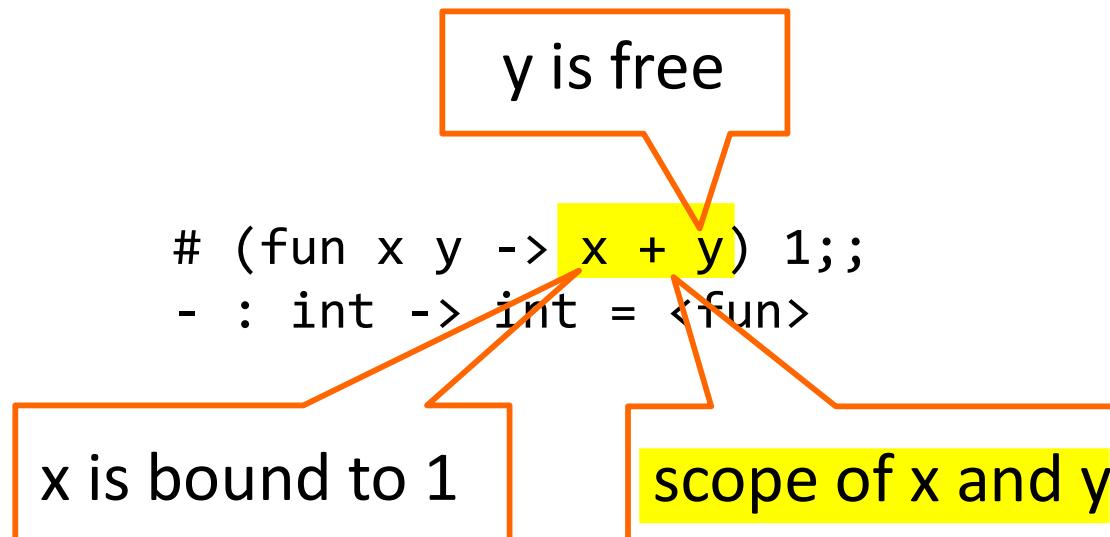 y is free
# (fun x y -> x + y) 1;;
- : int -> int = <fun>
x is bound to 1
scope of x and y